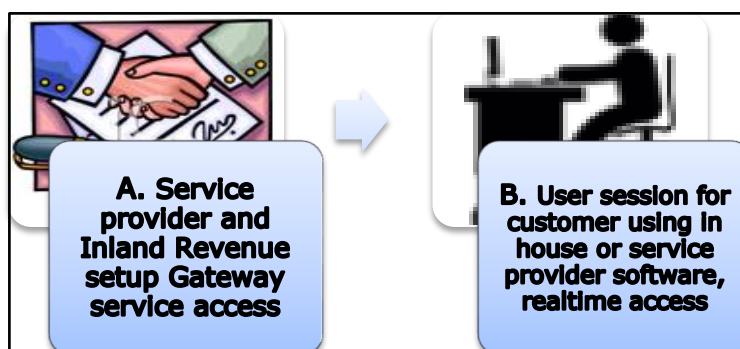 A. Service
provider and
Inland Revenue
setup Gateway
service access
B. User session for
customer using in
house or service
provider software,
realtime access